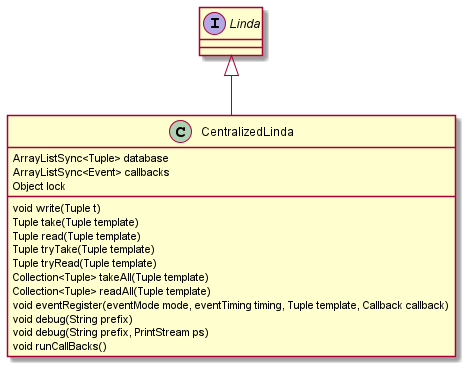 I Linda
C CentralizedLinda
ArrayListSync<Tuple> database
ArrayListSync<Event> callbacks
Object lock
void write(Tuple t)
Tuple take(Tuple template)
Tuple read(Tuple template)
Tuple tryTake(Tuple template)
Tuple tryRead(Tuple template)
Collection<Tuple> takeAll(Tuple template)
Collection<Tuple> readAll(Tuple template)
void eventRegister(eventMode mode, eventTiming timing, Tuple template, Callback callback)
void debug(String prefix)
void debug(String prefix, PrintStream ps)
void runCallBacks()